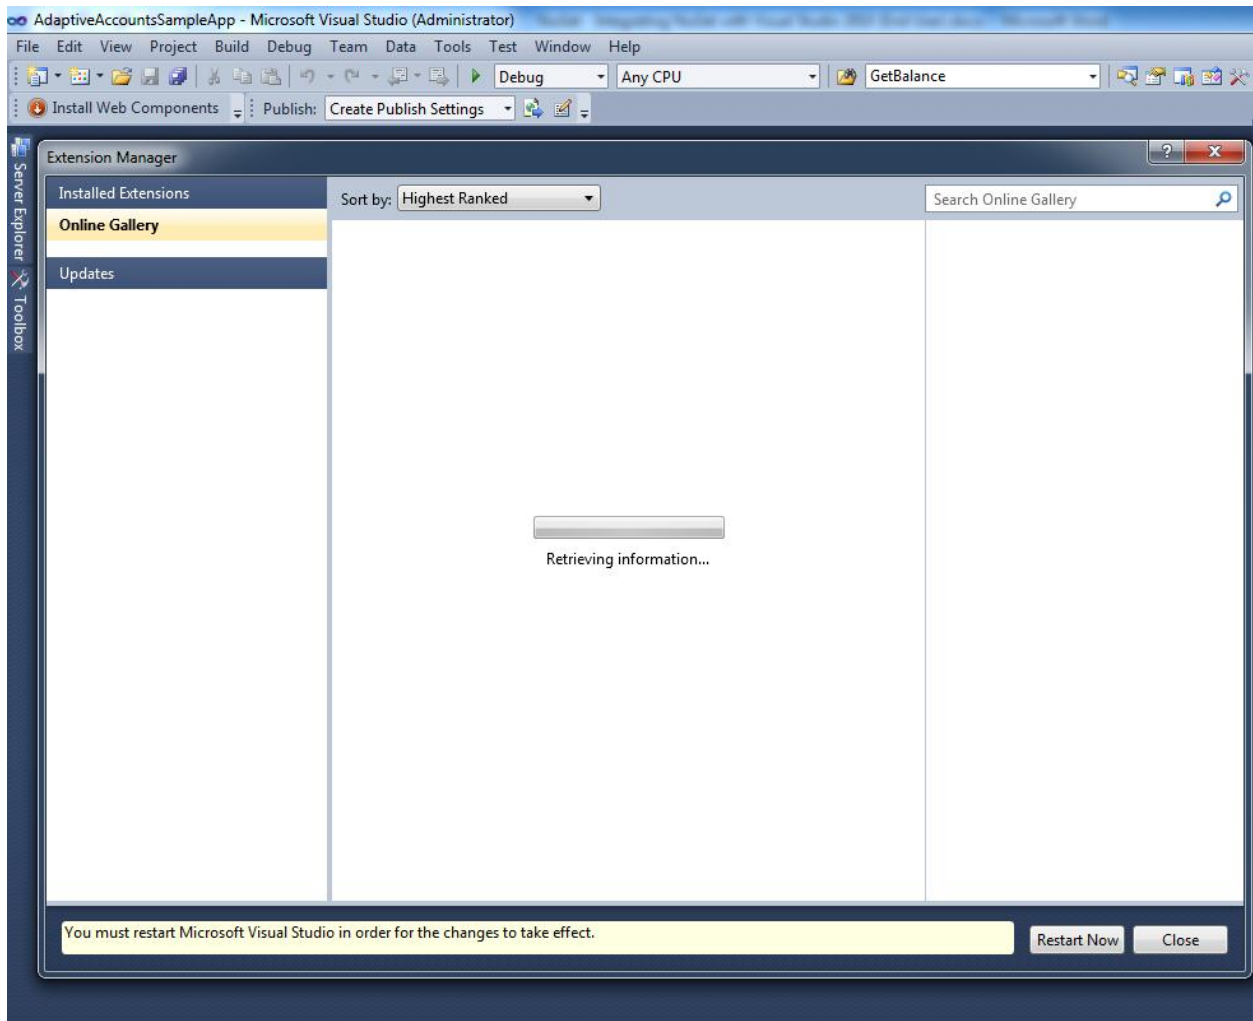 AdaptiveAccountsSampleApp - Microsoft Visual Studio (Administrator)
File Edit View Project Build Debug Team Data Tools Test Window Help
Debug Any CPU GetBalance
Install Web Components Publish: Create Publish Settings
Server Explorer
Toolbox
Extension Manager
Installed Extensions
Online Gallery
Updates
Sort by: Highest Ranked
Search Online Gallery
Retrieving information...
You must restart Microsoft Visual Studio in order for the changes to take effect.
Restart Now Close